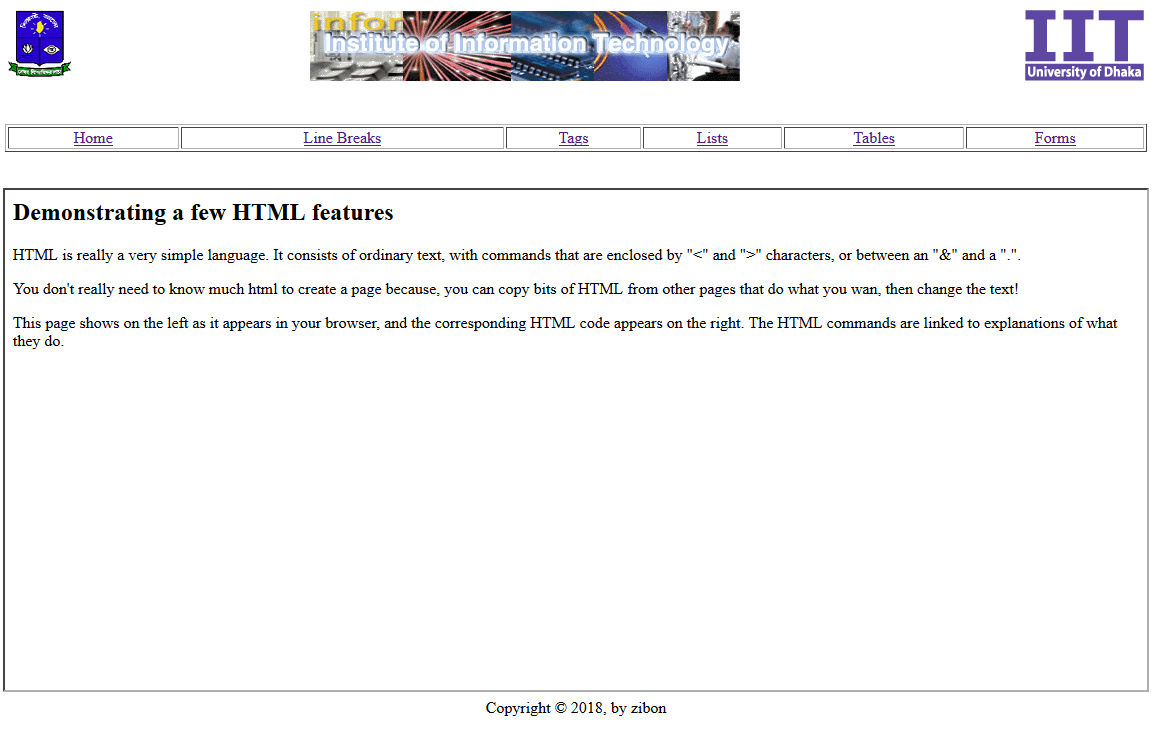 infor
Institute of Information Technology
IIT
University of Dhaka
Home Line Breaks Tags Lists Tables Forms
Demonstrating a few HTML features
HTML is really a very simple language. It consists of ordinary text, with commands that are enclosed by "<" and ">" characters, or between an "&" and a ".".
You don't really need to know much html to create a page because, you can copy bits of HTML from other pages that do what you wan, then change the text!
This page shows on the left as it appears in your browser, and the corresponding HTML code appears on the right. The HTML commands are linked to explanations of what
they do.
Copyright © 2018, by zibon